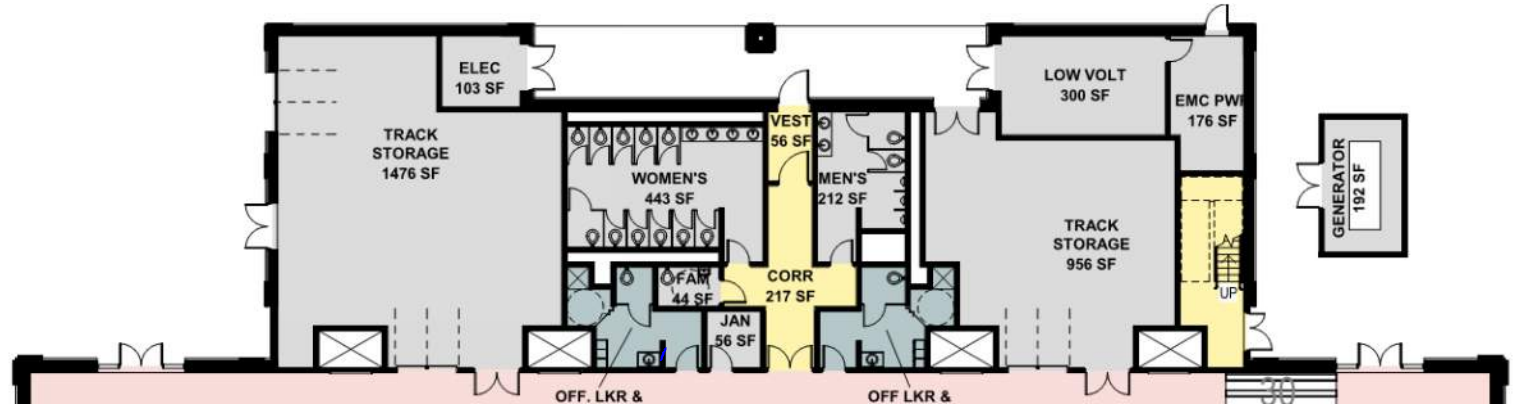 ELEC
103 SF
LOW VOLT
300 SF
EMC PW
176 SF
TRACK
STORAGE
1476 SF
VEST
56 SF
WOMEN'S
443 SF
MEN'S
212 SF
GENERATOR
192 SF
TRACK
STORAGE
956 SF
FAM
44 SF
CORR
217 SF
UP
JAN
56 SF
OFF. LKR &
OFF LKR &
30